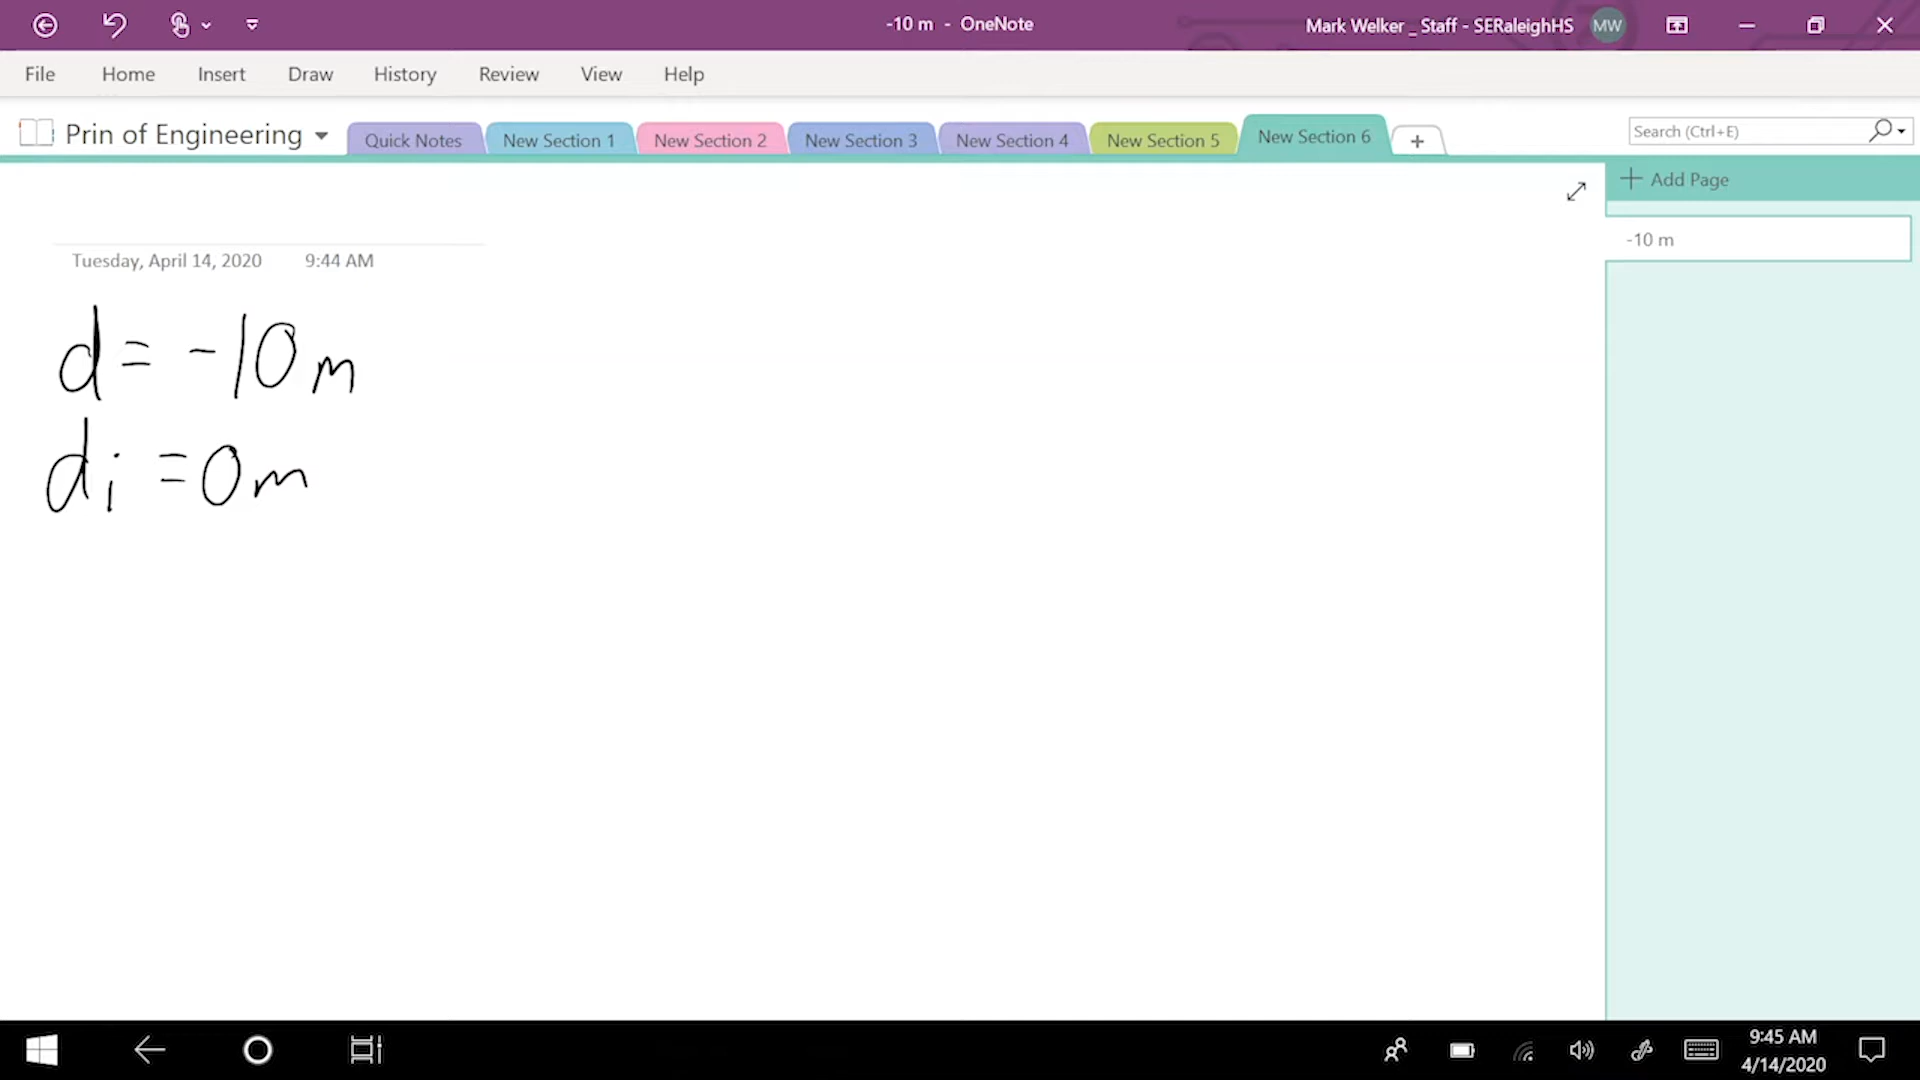 -10 m - OneNote
Mark Welker _ Staff - SERaleighHS MW
File Home Insert Draw History Review View Help
Prin of Engineering Quick Notes New Section 1 New Section 2 New Section 3 New Section 4 New Section 5 New Section 6 + Search (Ctrl+E)
Add Page
-10 m
Tuesday, April 14, 2020 9:44 AM
d = -10m
di = 0m
9:45 AM
4/14/2020